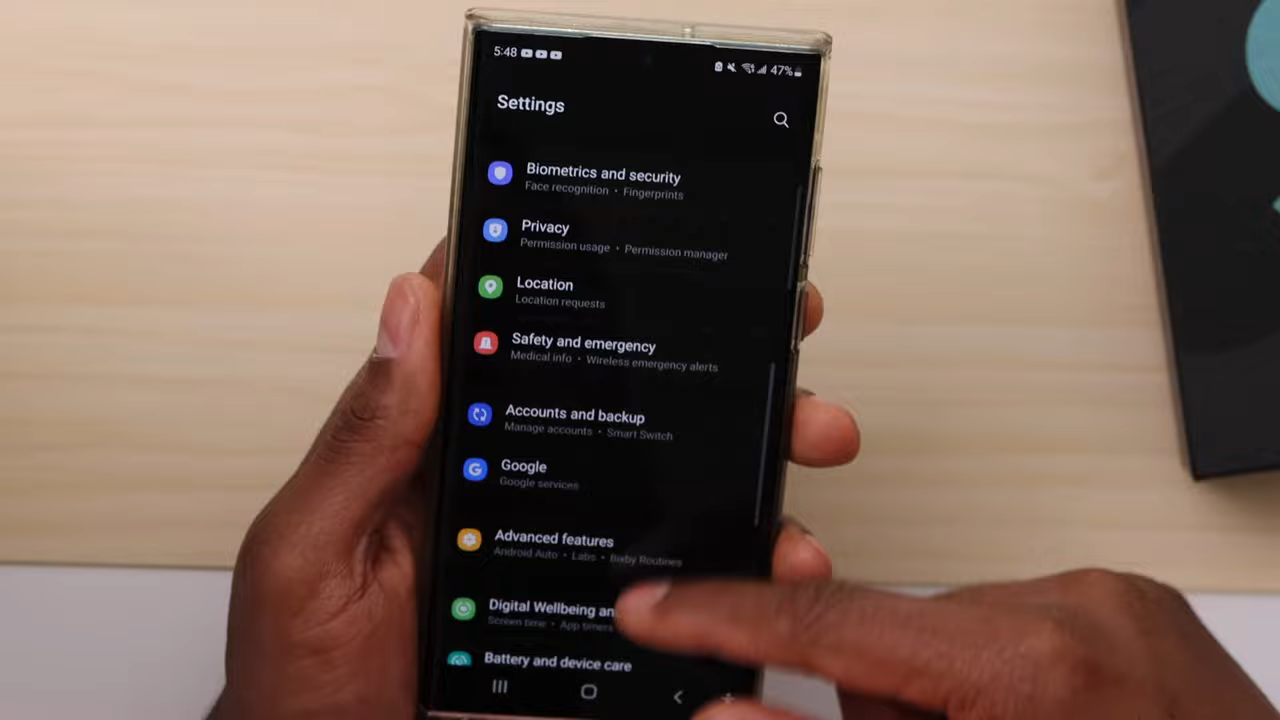 5:48
47%
Settings
Biometrics and security
Face recognition • Fingerprints
Privacy
Permission usage • Permission manager
Location
Location requests
Safety and emergency
Medical info • Wireless emergency alerts
Accounts and backup
Manage accounts • Smart Switch
Google
Google services
Advanced features
Android Auto • Labs • Bixby Routines
Digital Wellbeing an
Screen time • App timers
Battery and device care